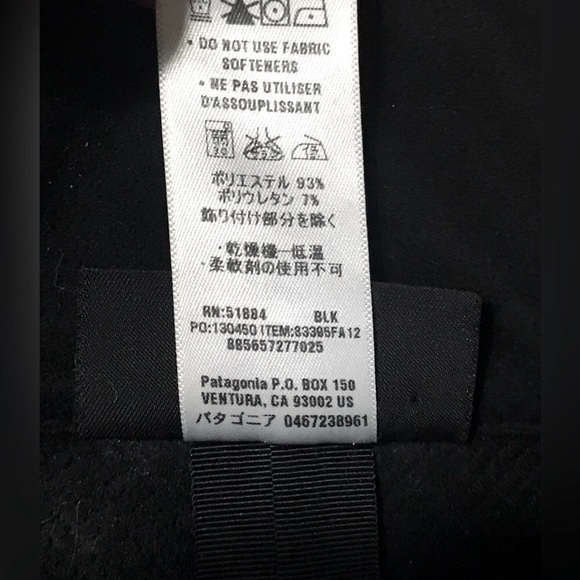 • DO NOT USE FABRIC
SOFTENERS
• NE PAS UTILISER
D'ASSOUPLISSANT
ポリエステル 93%
ポリウレタン 7%
飾り付け部分を除く
・乾燥機一低温
・柔軟剤の使用不可
RN:51884 BLK
PO:130450 ITEM:83395FA12
885657277025
Patagonia P.O. BOX 150
VENTURA, CA 93002 US
パタゴニア 0467238961